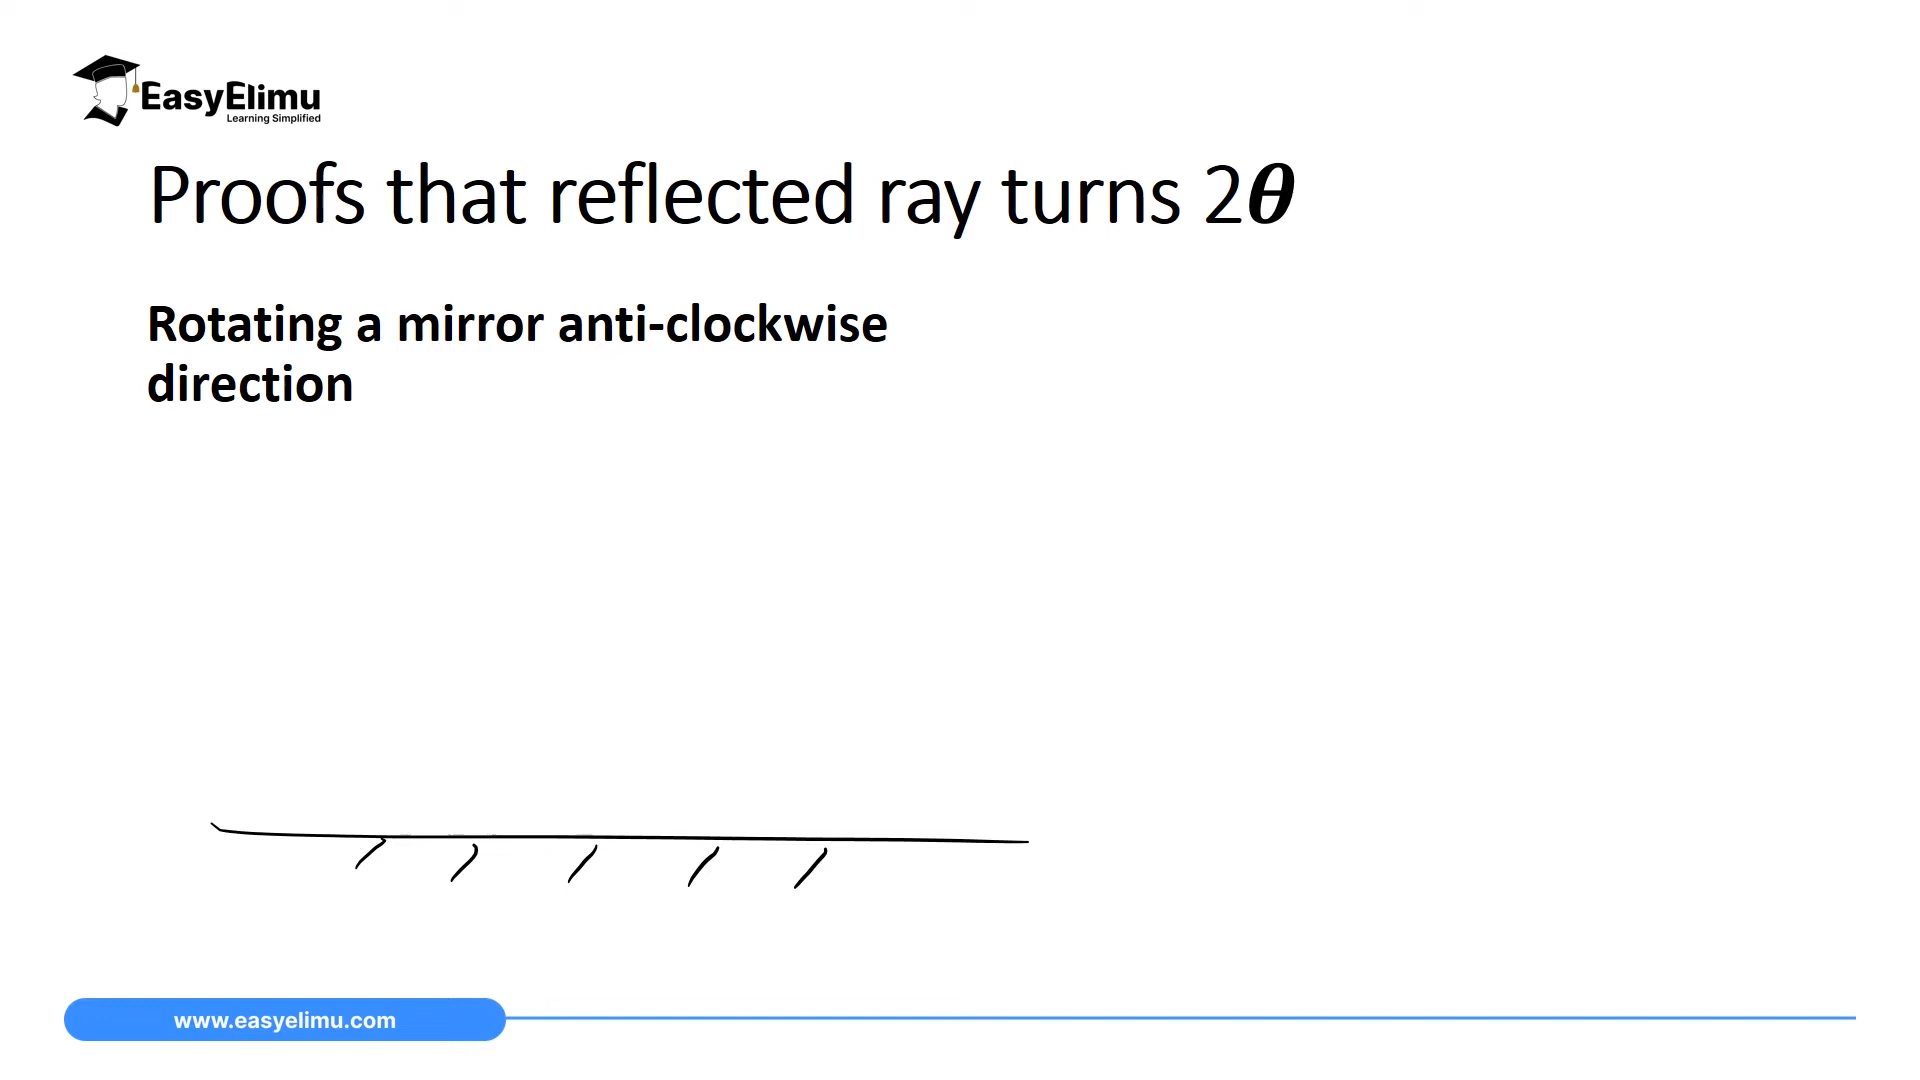 EasyElimu
Learning Simplified
Proofs that reflected ray turns 2θ
Rotating a mirror anti-clockwise
direction
www.easyelimu.com